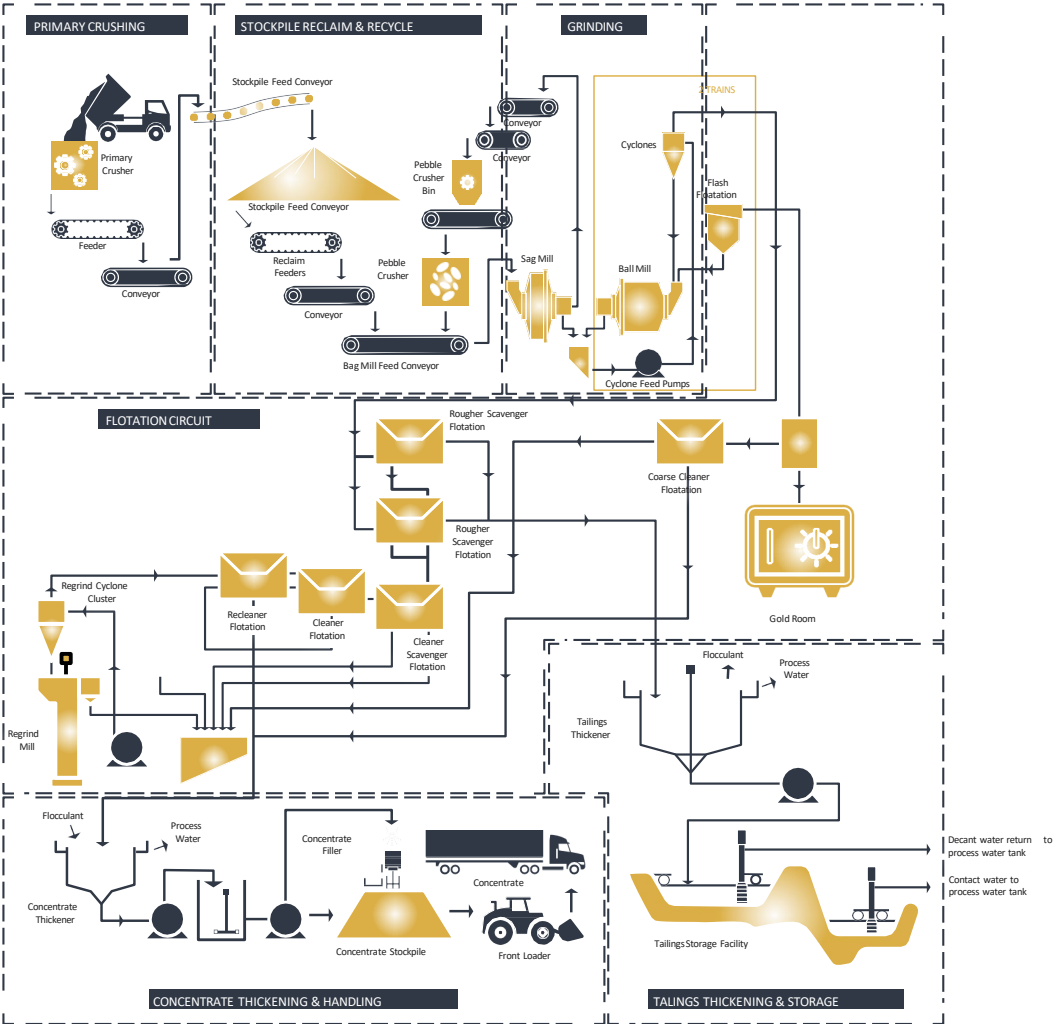 PRIMARY CRUSHING
STOCKPILE RECLAIM & RECYCLE
GRINDING
Stockpile Feed Conveyor
2 TRAINS
Conveyor
Conveyor
Cyclones
Primary
Crusher
Pebble
Crusher
Bin
Flash
Floatation
Stockpile Feed Conveyor
Feeder
Reclaim
Feeders
Pebble
Crusher
Sag Mill
Ball Mill
Conveyor
Conveyor
Bag Mill Feed Conveyor
Cyclone Feed Pumps
FLOTATION CIRCUIT
Rougher Scavenger
Flotation
Coarse Cleaner
Floatation
Rougher
Scavenger
Flotation
Regrind Cyclone
Cluster
Recleaner
Flotation
Cleaner
Flotation
Cleaner
Scavenger
Flotation
Gold Room
Regrind
Mill
Flocculant
Process
Water
Tailings
Thickener
Flocculant
Process
Water
Concentrate
Filler
Concentrate
Concentrate
Thickener
Concentrate Stockpile
Front Loader
Decant water return to
process water tank
Contact water to
process water tank
Tailings Storage Facility
CONCENTRATE THICKENING & HANDLING
TALINGS THICKENING & STORAGE